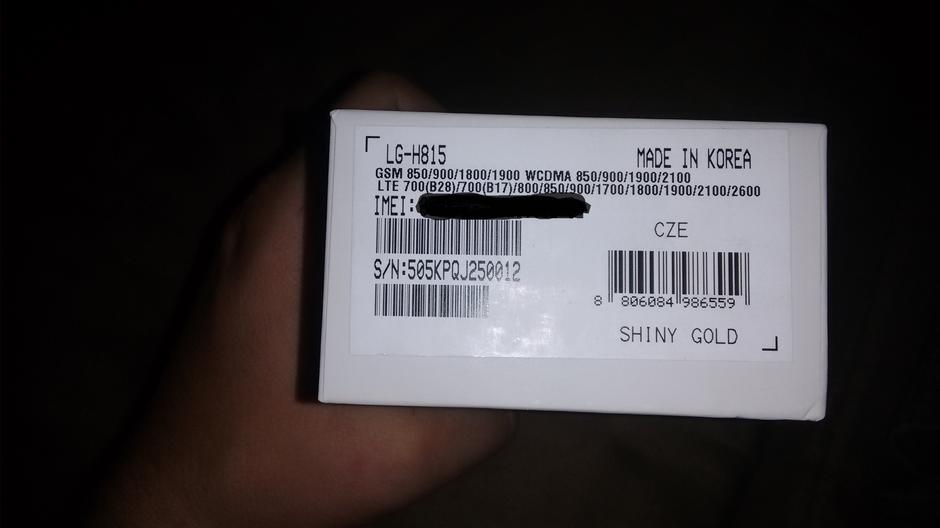 LG-H815
MADE IN KOREA
GSM 850/900/1800/1900 WCDMA 850/900/1900/2100
LTE 700(B28)/700(B17)/800/850/900/1700/1800/1900/2100/2600
IMEI:
CZE
S/N:505KPQJ250012
8 806084 986559
SHINY GOLD